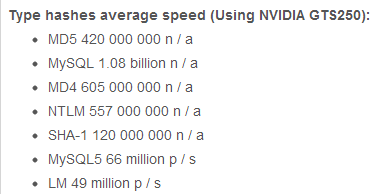 Type hashes average speed (Using NVIDIA GTS250):
MD5 420 000 000 n / a
MySQL 1.08 billion n / a
MD4 605 000 000 n / a
NTLM 557 000 000 n / a
SHA-1 120 000 000 n / a
MySQL5 66 million p / s
LM 49 million p / s